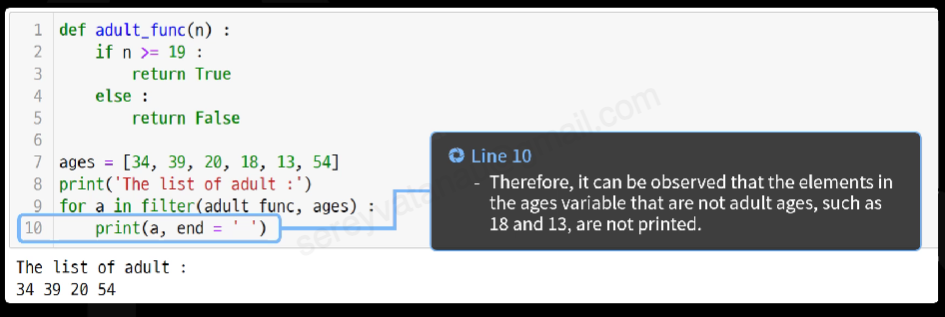 1 def adult_func(n) :
2     if n >= 19 :
3         return True
4     else :
5         return False
6
7 ages = [34, 39, 20, 18, 13, 54]
8 print('The list of adult :')
9 for a in filter(adult_func, ages) :
10     print(a, end = ' ')
Line 10
- Therefore, it can be observed that the elements in
the ages variable that are not adult ages, such as
18 and 13, are not printed.
The list of adult :
34 39 20 54